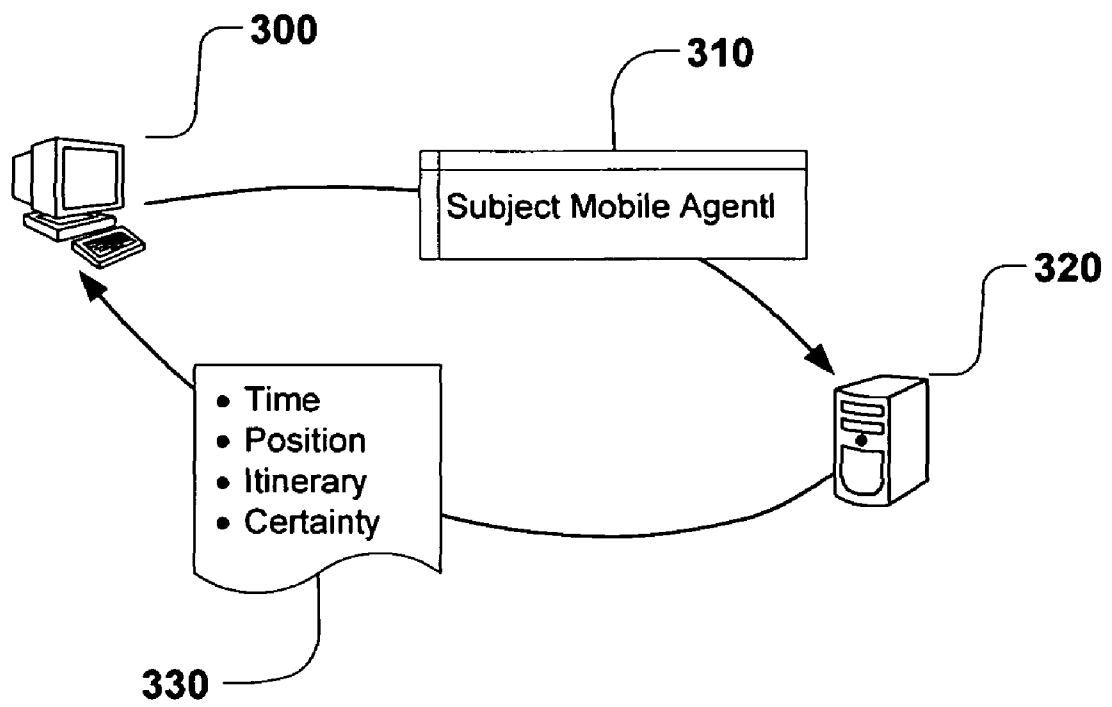 300
310
Subject Mobile Agentl
320
• Time
• Position
• Itinerary
• Certainty
330